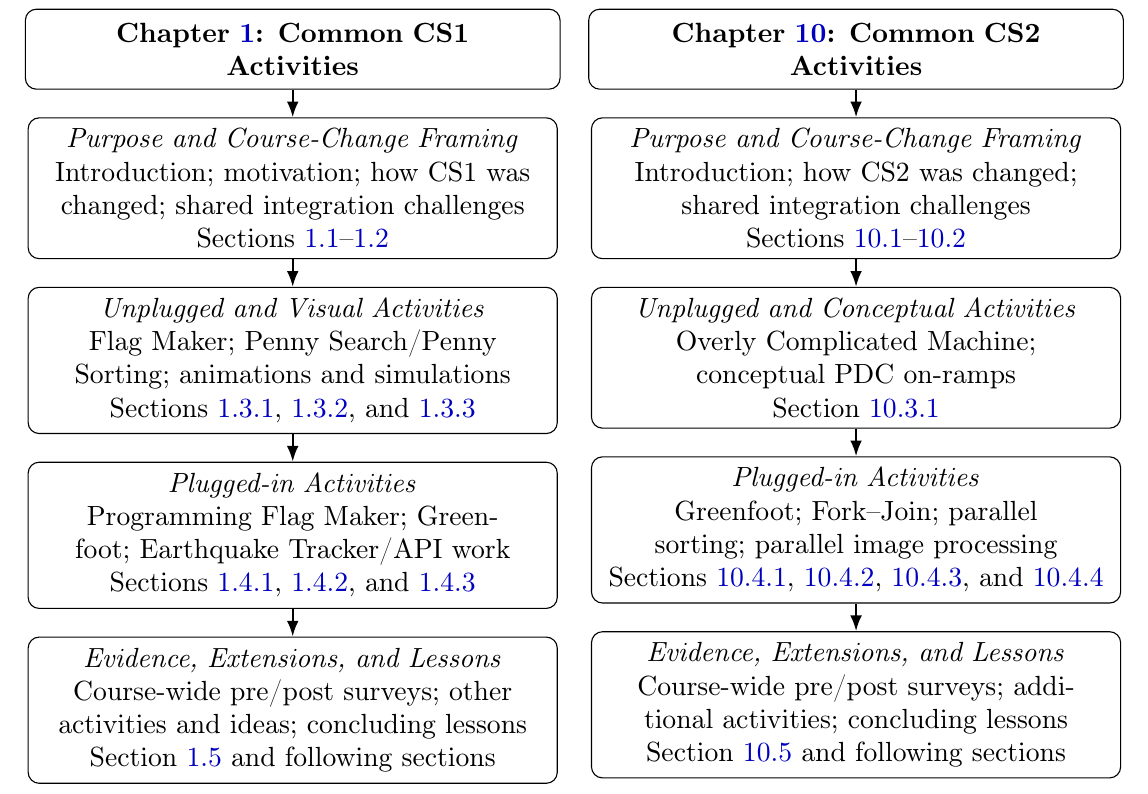 Chapter 1: Common CS1
Activities
Purpose and Course-Change Framing
Introduction; motivation; how CS1 was
changed; shared integration challenges
Sections 1.1–1.2
Unplugged and Visual Activities
Flag Maker; Penny Search/Penny
Sorting; animations and simulations
Sections 1.3.1, 1.3.2, and 1.3.3
Plugged-in Activities
Programming Flag Maker; Green-
foot; Earthquake Tracker/API work
Sections 1.4.1, 1.4.2, and 1.4.3
Evidence, Extensions, and Lessons
Course-wide pre/post surveys; other
activities and ideas; concluding lessons
Section 1.5 and following sections
Chapter 10: Common CS2
Activities
Purpose and Course-Change Framing
Introduction; how CS2 was changed;
shared integration challenges
Sections 10.1–10.2
Unplugged and Conceptual Activities
Overly Complicated Machine;
conceptual PDC on-ramps
Section 10.3.1
Plugged-in Activities
Greenfoot; Fork–Join; parallel
sorting; parallel image processing
Sections 10.4.1, 10.4.2, 10.4.3, and 10.4.4
Evidence, Extensions, and Lessons
Course-wide pre/post surveys; addi-
tional activities; concluding lessons
Section 10.5 and following sections